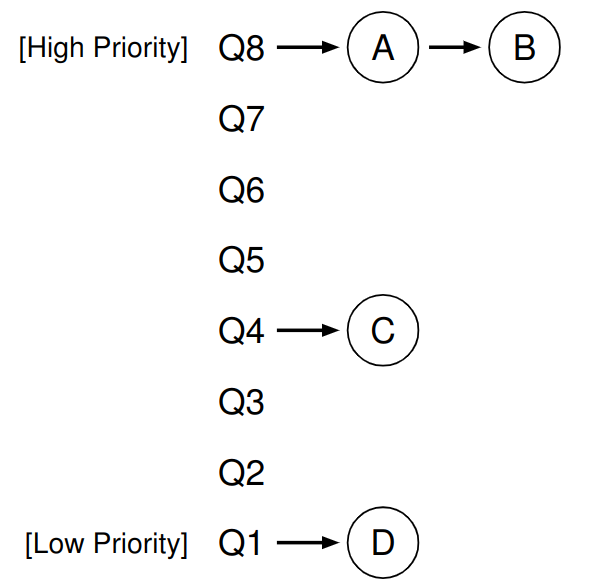 [High Priority] Q8 A B
Q7
Q6
Q5
Q4 C
Q3
Q2
[Low Priority] Q1 D